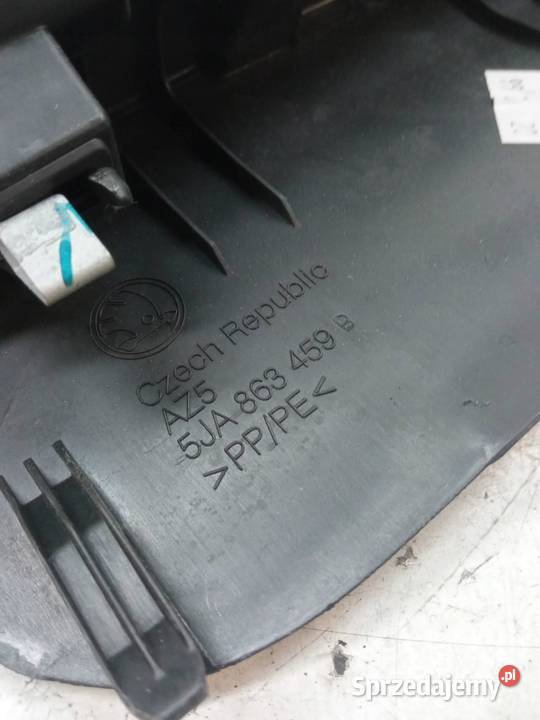 Czech Republic
AZ5
5JA 863 459 B
>PP/PE<
Sprzedajemy.pl